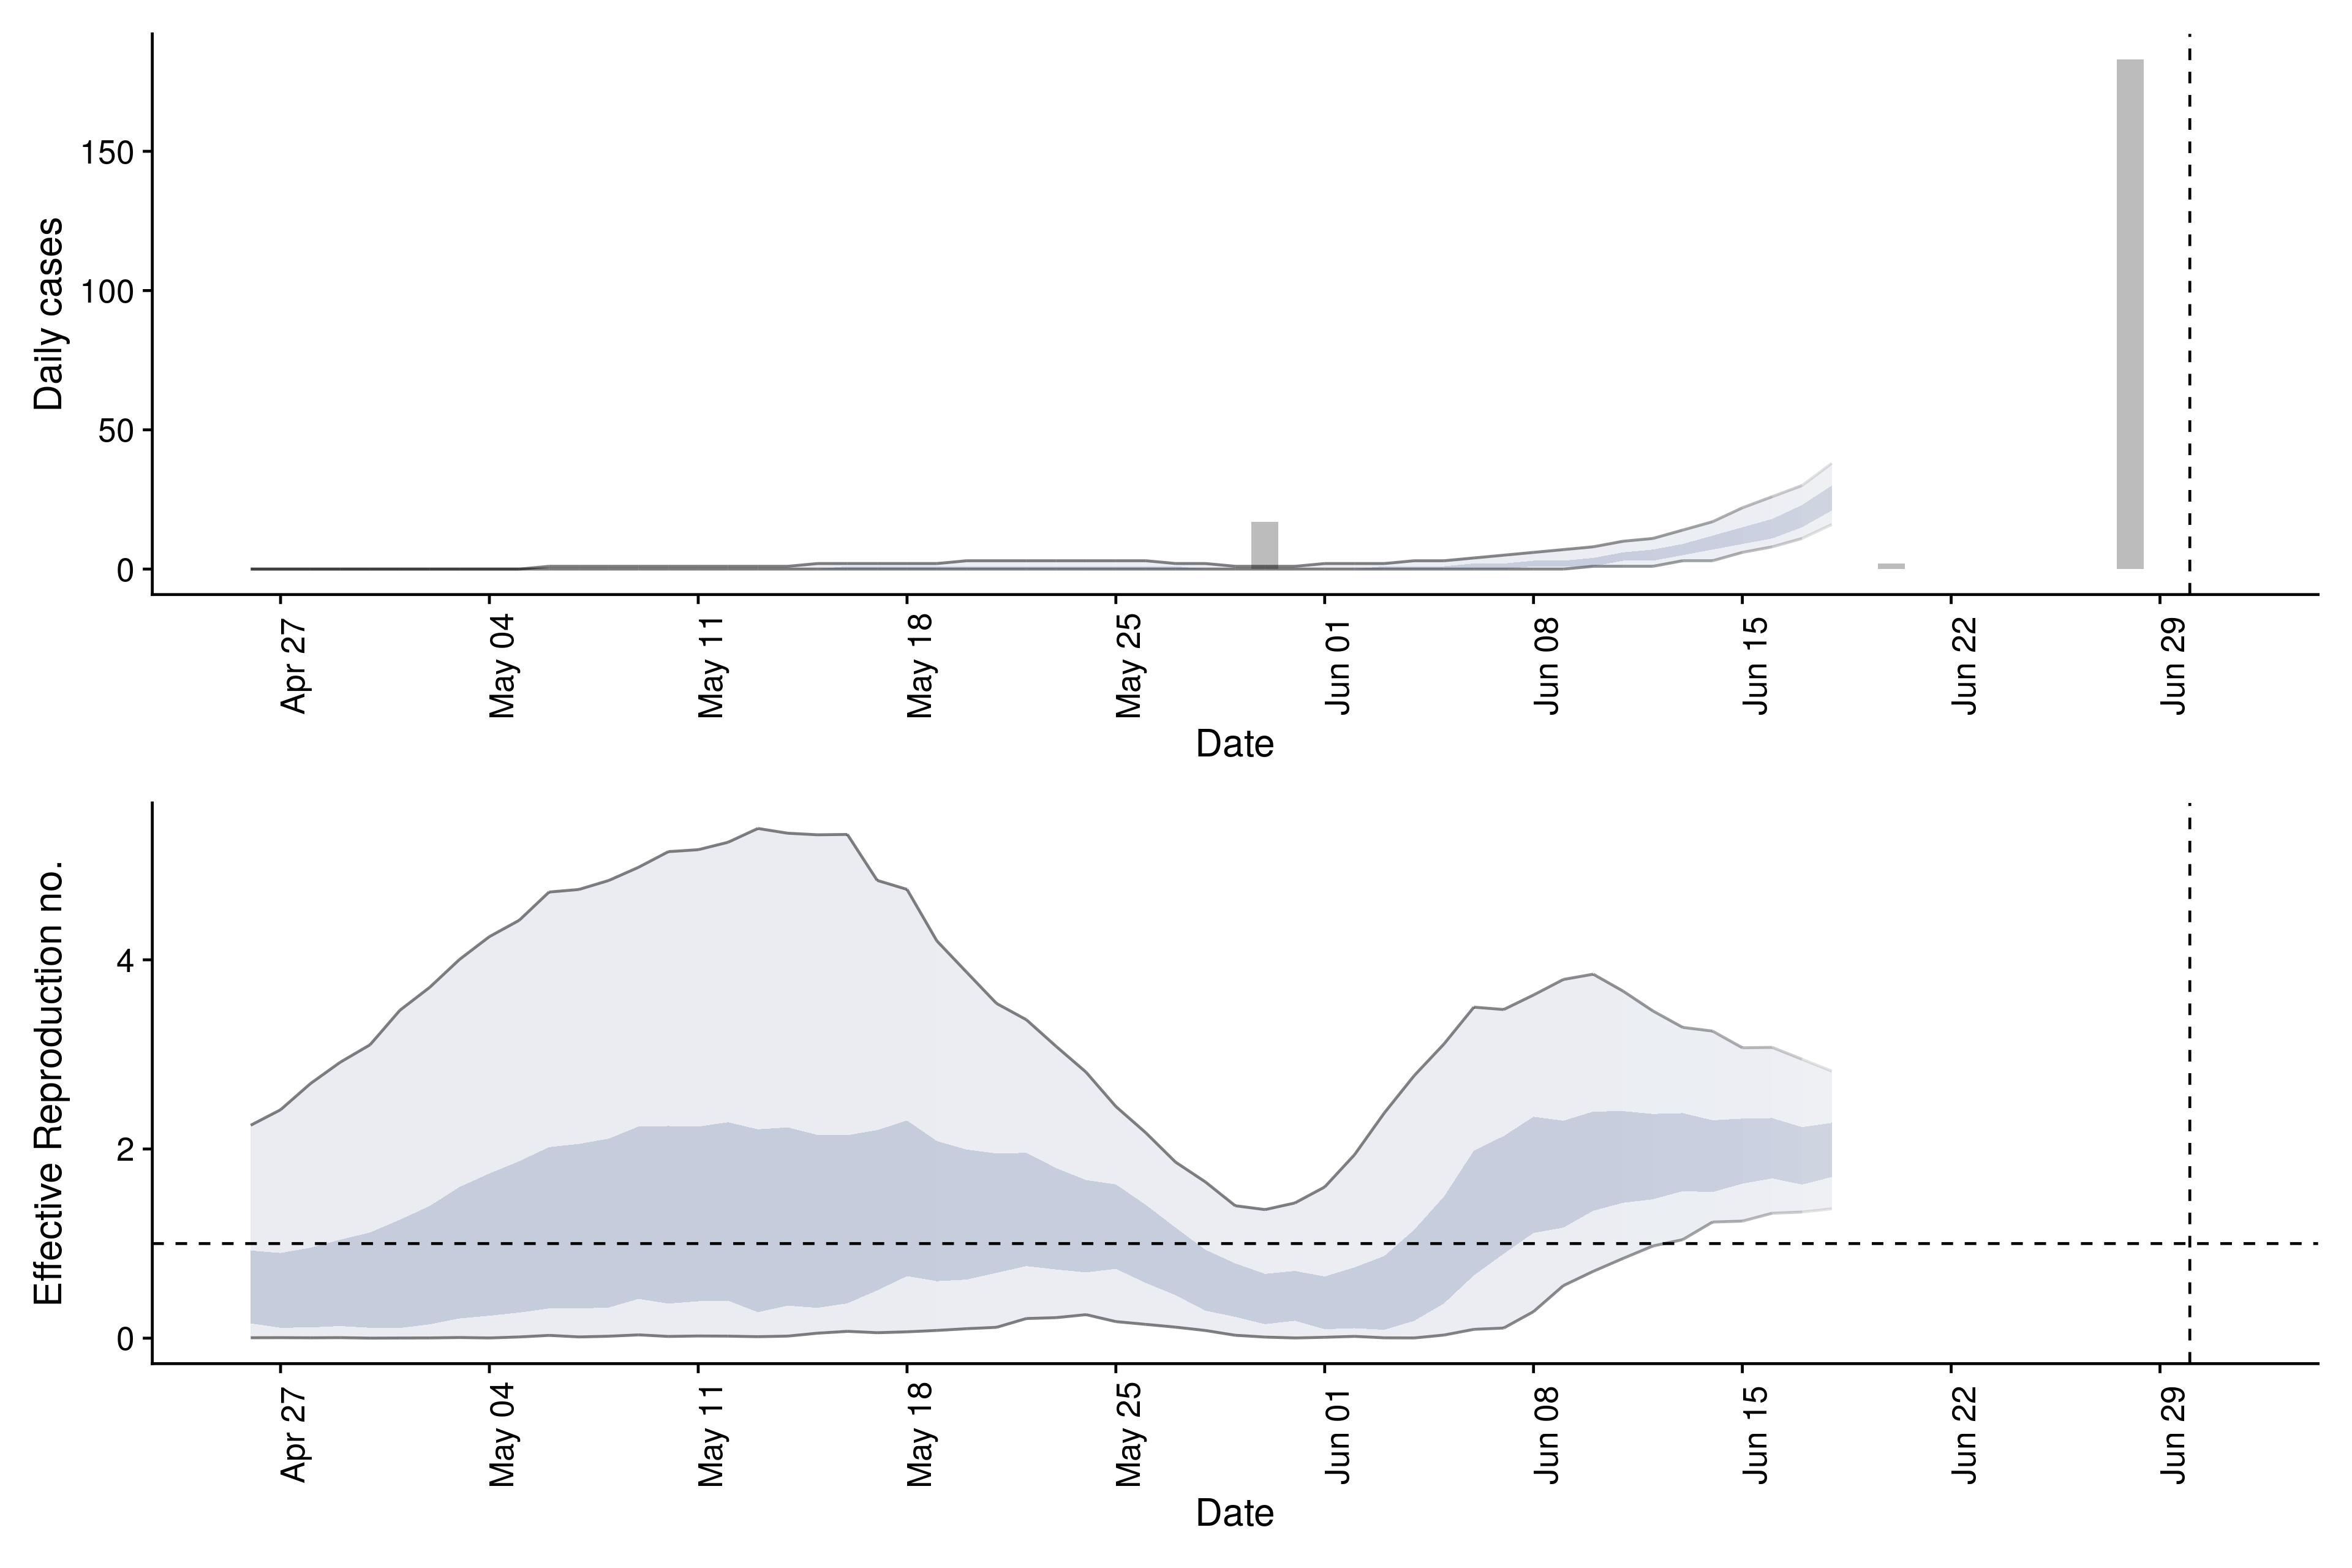 Daily cases
150
100
50
0
Apr 27
May 04
May 11
May 18
May 25
Jun 01
Jun 08
Jun 15
Jun 22
Jun 29
Date
Effective Reproduction no.
4
2
0
Apr 27
May 04
May 11
May 18
May 25
Jun 01
Jun 08
Jun 15
Jun 22
Jun 29
Date